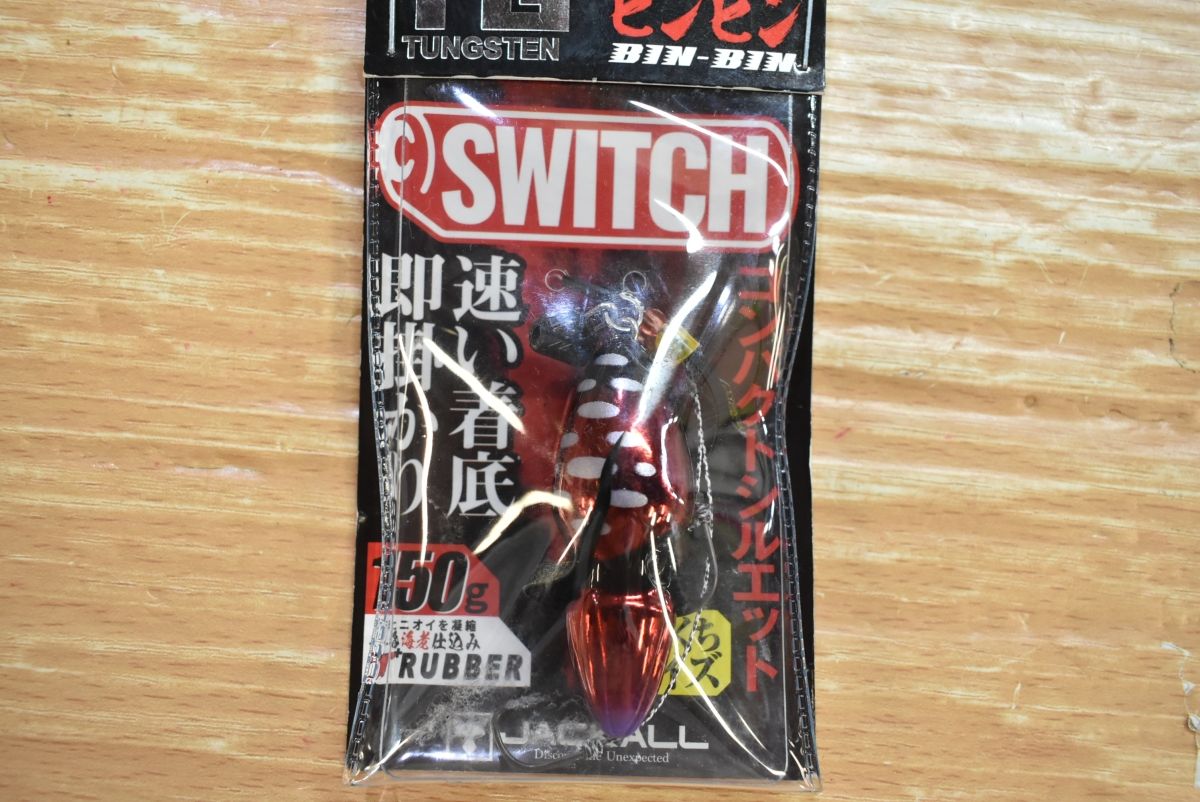 TUNGSTEN
ビンビン
BIN-BIN
SWITCH
速い着底
即掛かり
コンパクトシルエット
150g
ニオイを凝縮
海老仕込み
RUBBER
JACKALL
Unexpected